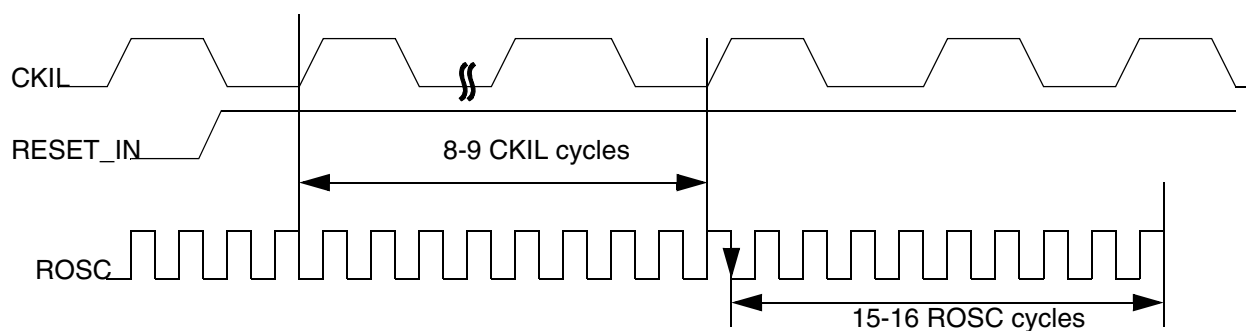 CKIL
RESET_IN
8-9 CKIL cycles
ROSC
15-16 ROSC cycles